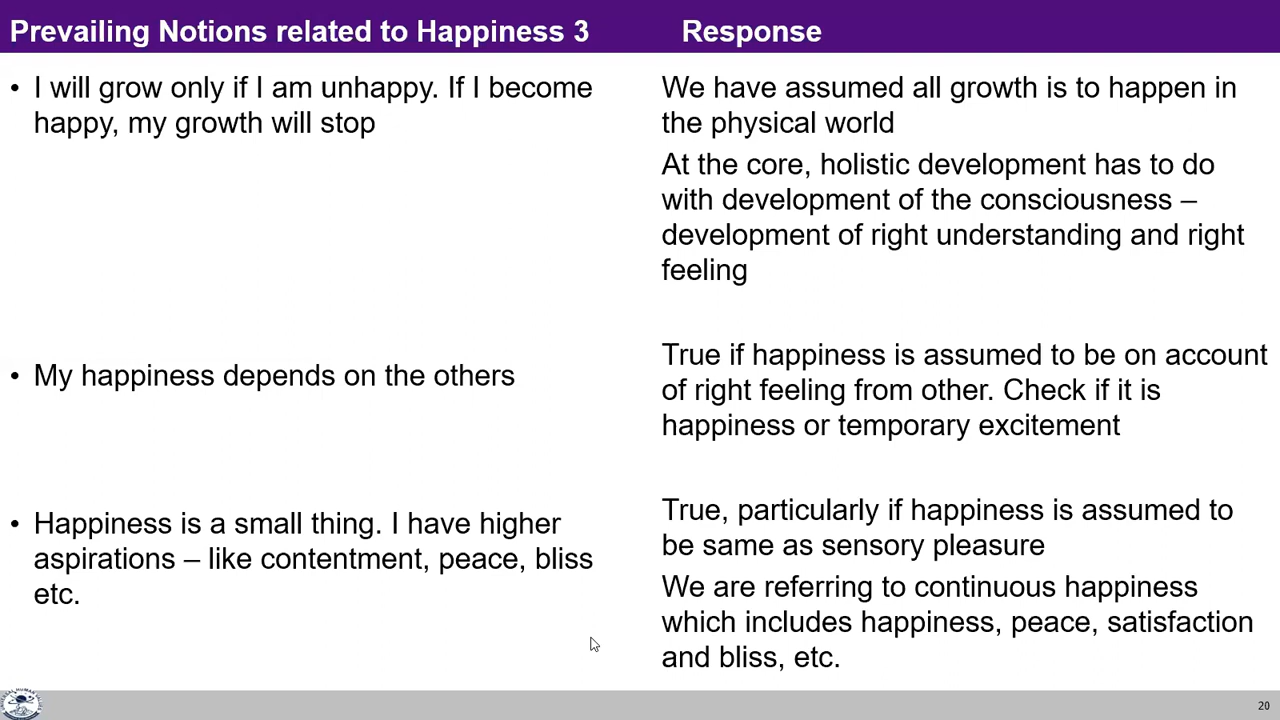 Prevailing Notions related to Happiness 3
Response
• I will grow only if I am unhappy. If I become
happy, my growth will stop
We have assumed all growth is to happen in
the physical world
At the core, holistic development has to do
with development of the consciousness –
development of right understanding and right
feeling
• My happiness depends on the others
True if happiness is assumed to be on account
of right feeling from other. Check if it is
happiness or temporary excitement
• Happiness is a small thing. I have higher
aspirations – like contentment, peace, bliss
etc.
True, particularly if happiness is assumed to
be same as sensory pleasure
We are referring to continuous happiness
which includes happiness, peace, satisfaction
and bliss, etc.
20